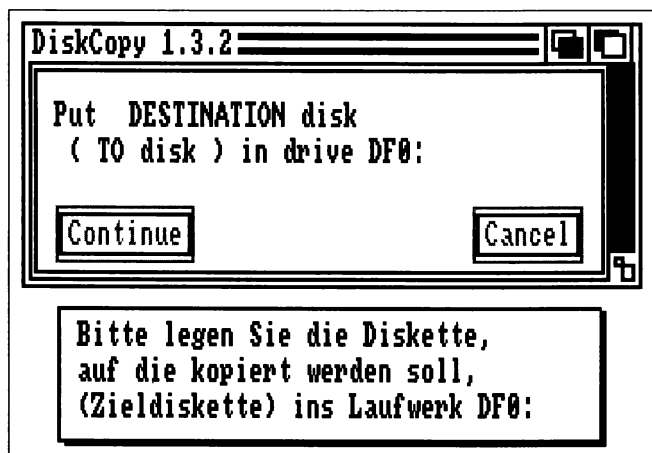 DiskCopy 1.3.2
Put  DESTINATION disk
( TO disk ) in drive DF0:
Continue Cancel
Bitte legen Sie die Diskette,
auf die kopiert werden soll,
(Zieldiskette) ins Laufwerk DF0: